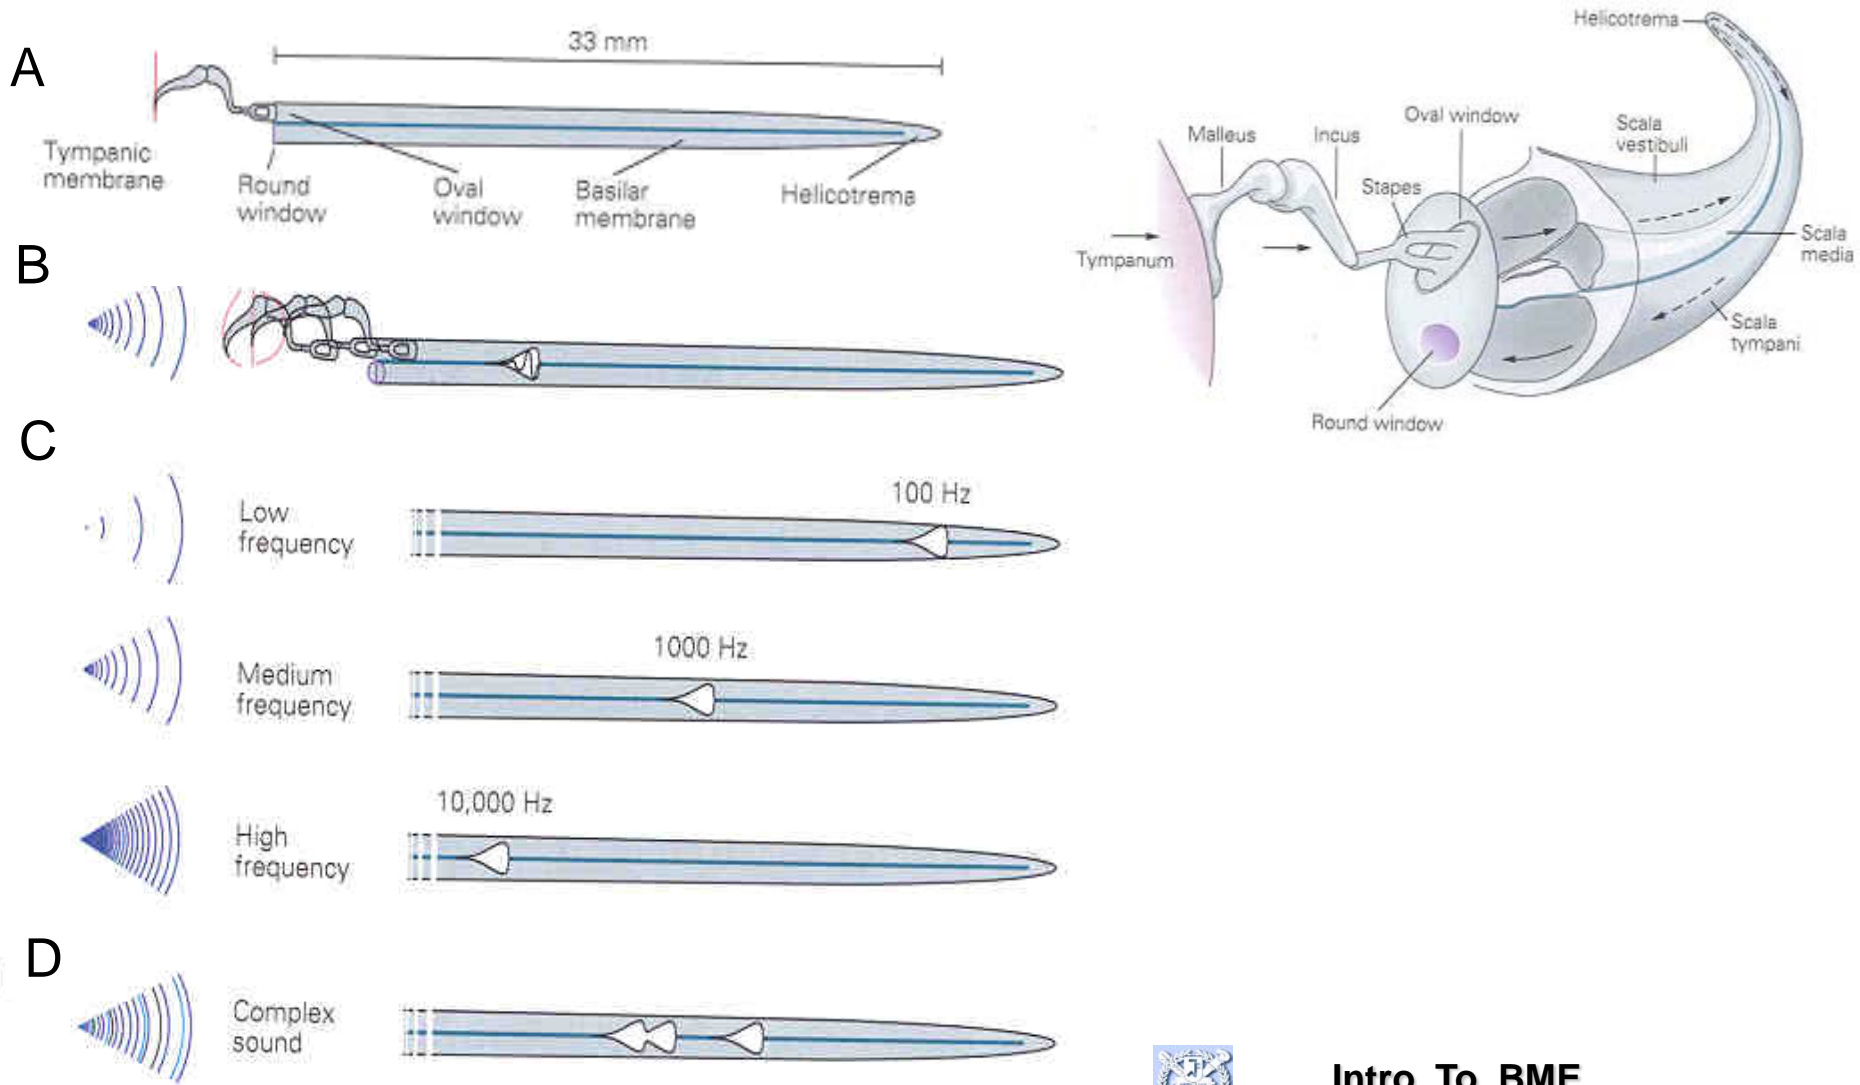 A
33 mm
Tympanic
membrane
Round
window
Oval
window
Basilar
membrane
Helicotrema
Helicotrema
Oval window
Scala
vestibuli
Malleus
Incus
Stapes
Tympanum
Scala
media
Scala
tympani
Round window
B
C
100 Hz
Low
frequency
1000 Hz
Medium
frequency
10,000 Hz
High
frequency
D
Complex
sound
Intro. To. BME